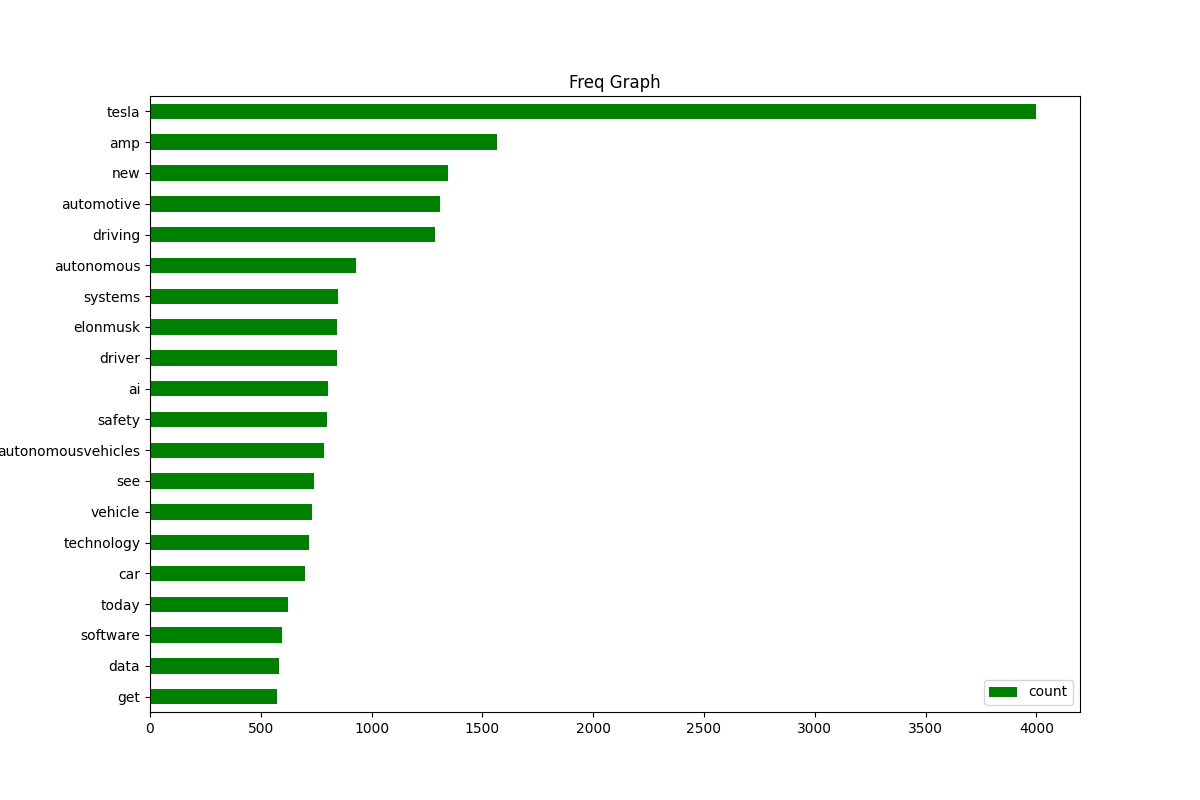 Freq Graph
tesla
amp
new
automotive
driving
autonomous
systems
elonmusk
driver
ai
safety
autonomousvehicles
see
vehicle
technology
car
today
software
data
get
count
0 500 1000 1500 2000 2500 3000 3500 4000